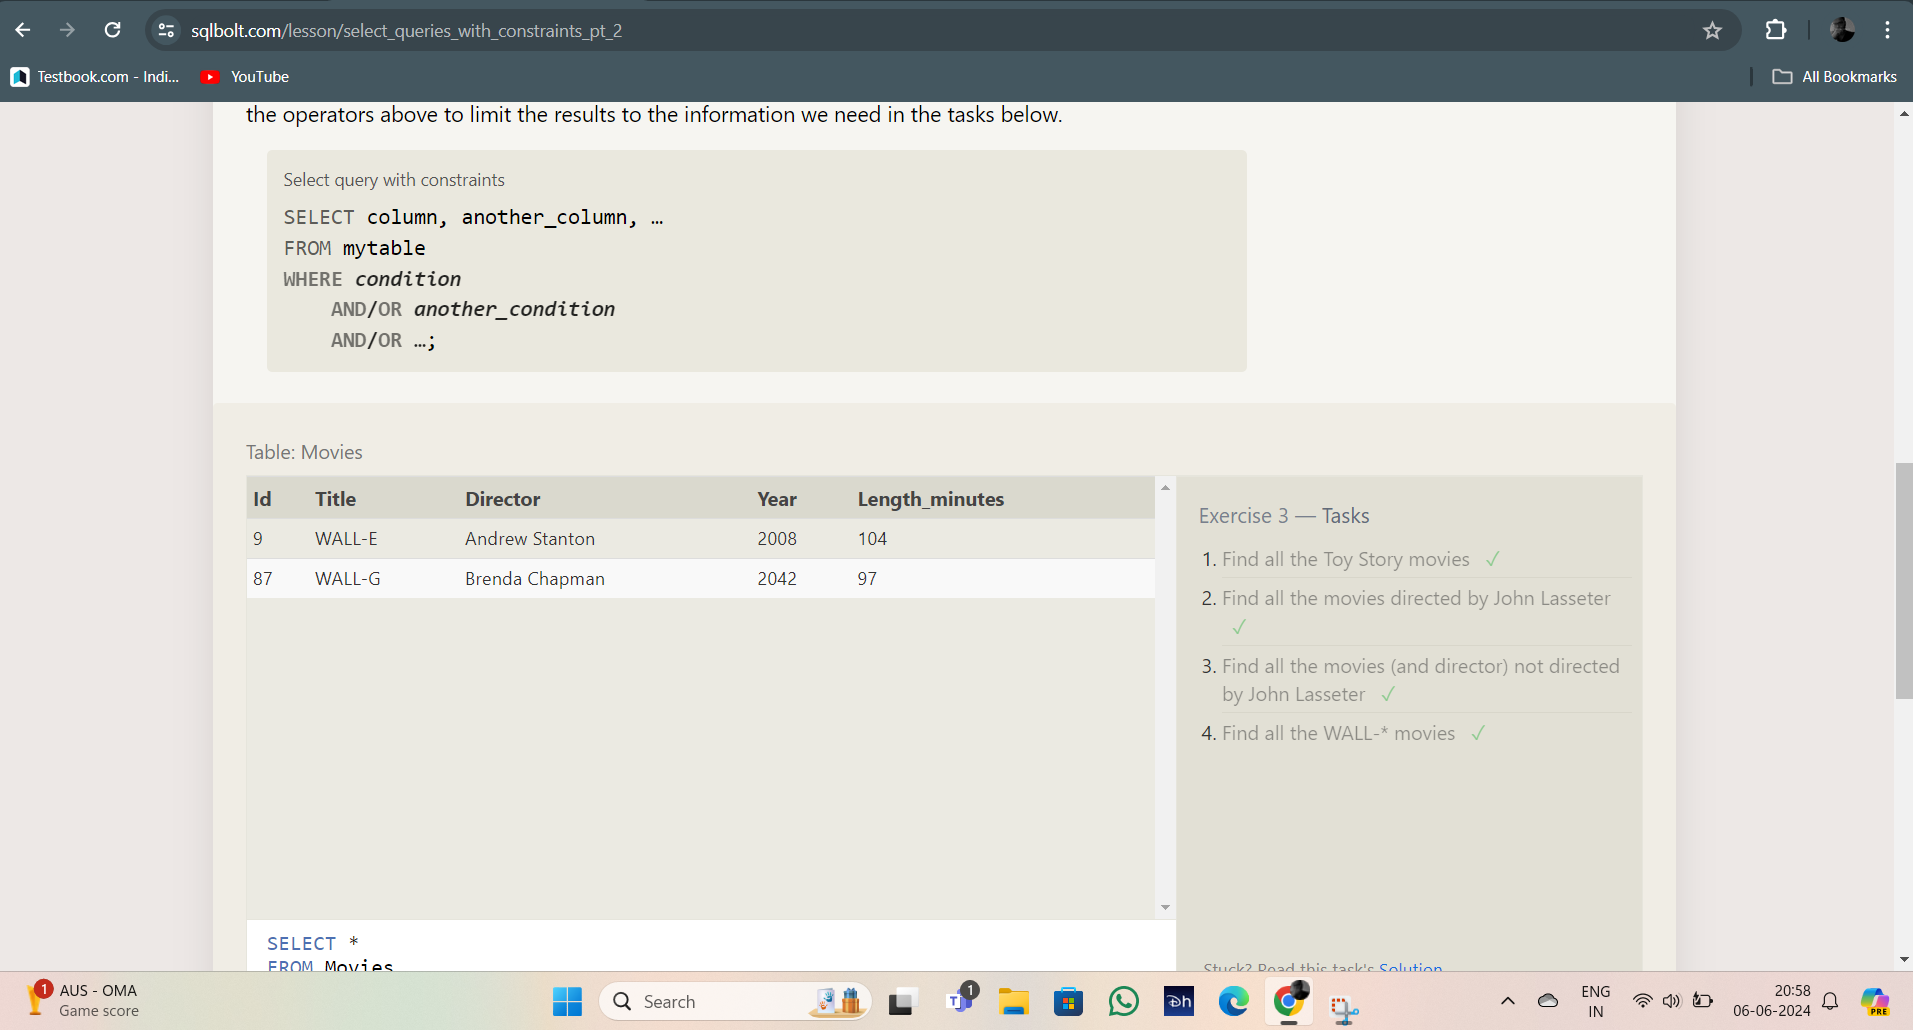 sqlbolt.com/lesson/select_queries_with_constraints_pt_2
Testbook.com - Indi... YouTube All Bookmarks
the operators above to limit the results to the information we need in the tasks below.
Select query with constraints
SELECT column, another_column, …
FROM mytable
WHERE condition
AND/OR another_condition
AND/OR …;
Table: Movies
Id Title Director Year Length_minutes
9 WALL-E Andrew Stanton 2008 104
87 WALL-G Brenda Chapman 2042 97
Exercise 3 — Tasks
1. Find all the Toy Story movies ✓
2. Find all the movies directed by John Lasseter
✓
3. Find all the movies (and director) not directed
by John Lasseter ✓
4. Find all the WALL-* movies ✓
SELECT *
FROM Movies
Stuck? Read this task's Solution
1 AUS - OMA
Game score
Search
T 1
Dh
ENG
IN
20:58
06-06-2024
PRE